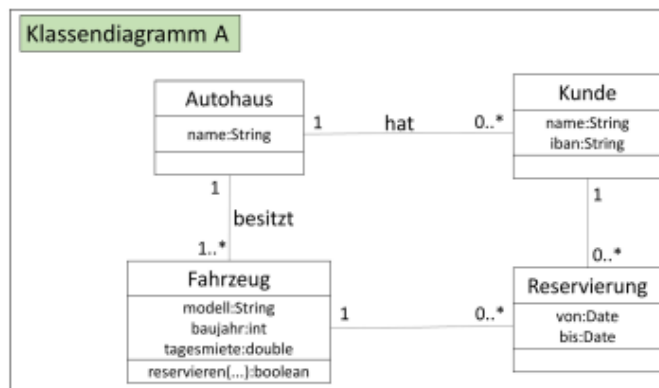 Klassendiagramm A
Autohaus
name:String
1
hat
0..*
Kunde
name:String
iban:String
1
besitzt
1..*
1
0..*
Fahrzeug
modell:String
baujahr:int
tagesmiete:double
reservieren(...):boolean
1
0..*
Reservierung
von:Date
bis:Date